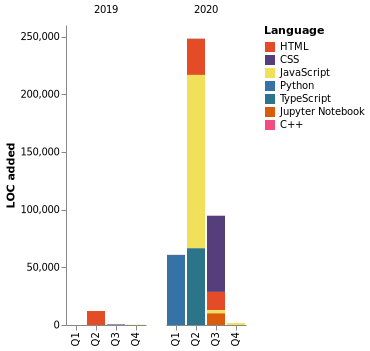 2019
2020
LOC added
250,000
200,000
150,000
100,000
50,000
0
Q1
Q2
Q3
Q4
Q1
Q2
Q3
Q4
Language
HTML
CSS
JavaScript
Python
TypeScript
Jupyter Notebook
C++